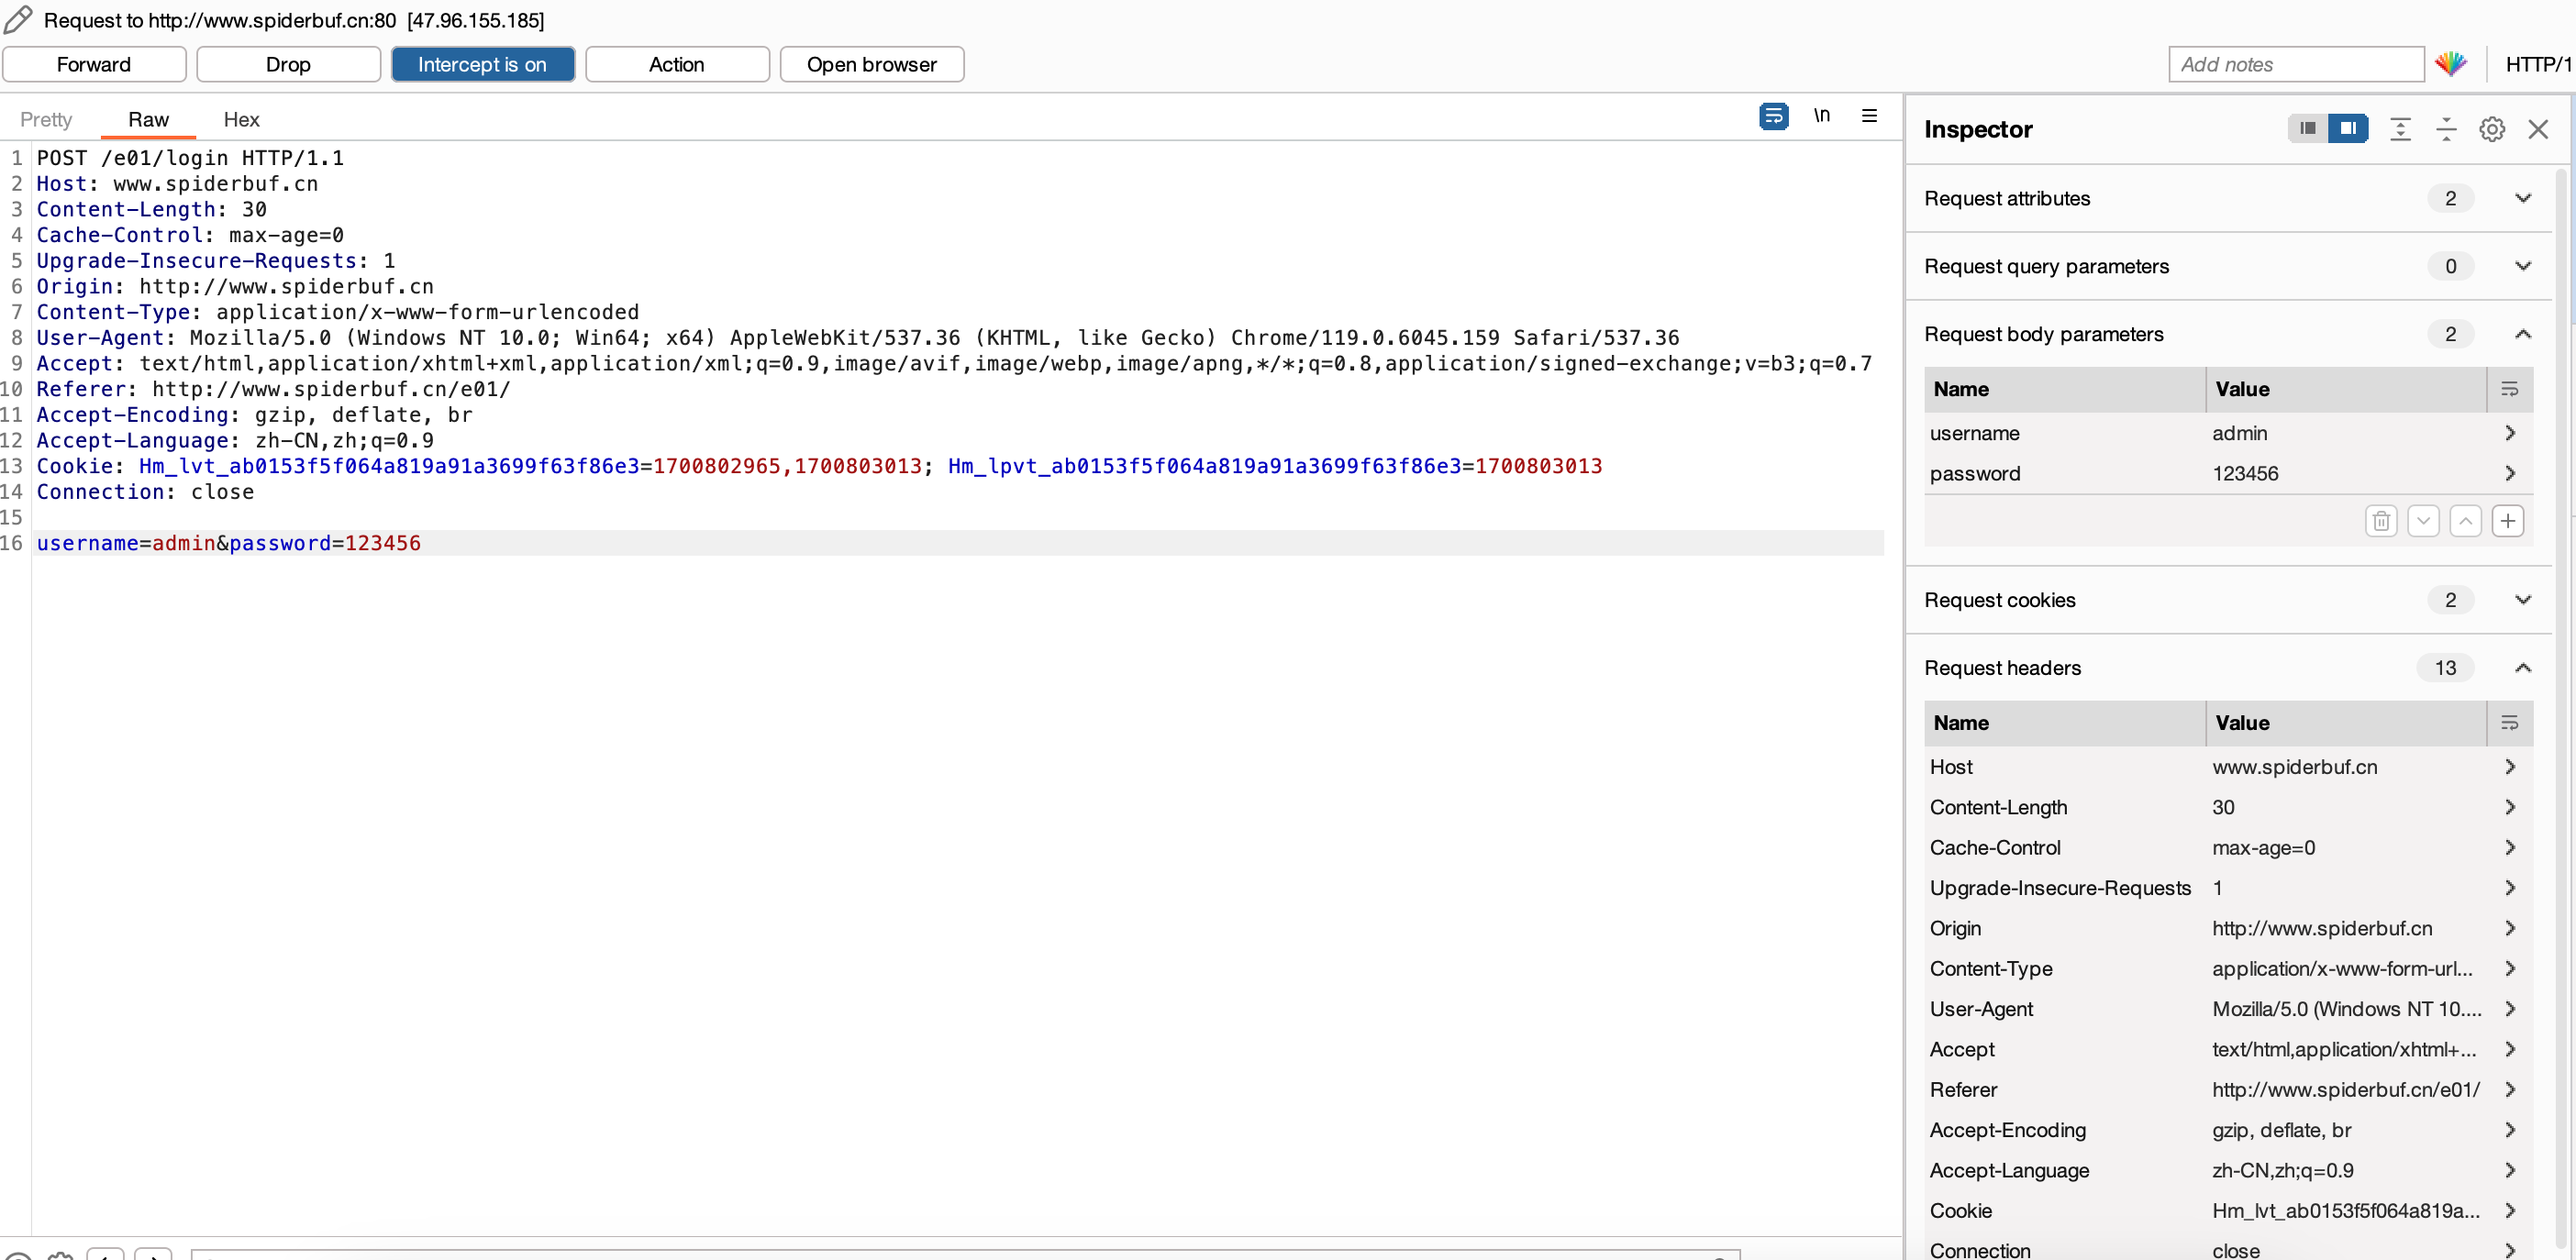 Request to http://www.spiderbuf.cn:80 [47.96.155.185]
Forward Drop Intercept is on Action Open browser Add notes HTTP/1
Pretty Raw Hex \n
1 POST /e01/login HTTP/1.1
2 Host: www.spiderbuf.cn
3 Content-Length: 30
4 Cache-Control: max-age=0
5 Upgrade-Insecure-Requests: 1
6 Origin: http://www.spiderbuf.cn
7 Content-Type: application/x-www-form-urlencoded
8 User-Agent: Mozilla/5.0 (Windows NT 10.0; Win64; x64) AppleWebKit/537.36 (KHTML, like Gecko) Chrome/119.0.6045.159 Safari/537.36
9 Accept: text/html,application/xhtml+xml,application/xml;q=0.9,image/avif,image/webp,image/apng,*/*;q=0.8,application/signed-exchange;v=b3;q=0.7
10 Referer: http://www.spiderbuf.cn/e01/
11 Accept-Encoding: gzip, deflate, br
12 Accept-Language: zh-CN,zh;q=0.9
13 Cookie: Hm_lvt_ab0153f5f064a819a91a3699f63f86e3=1700802965,1700803013; Hm_lpvt_ab0153f5f064a819a91a3699f63f86e3=1700803013
14 Connection: close
15
16 username=admin&password=123456
Inspector
Request attributes 2
Request query parameters 0
Request body parameters 2
Name Value
username admin
password 123456
Request cookies 2
Request headers 13
Name Value
Host www.spiderbuf.cn
Content-Length 30
Cache-Control max-age=0
Upgrade-Insecure-Requests 1
Origin http://www.spiderbuf.cn
Content-Type application/x-www-form-url...
User-Agent Mozilla/5.0 (Windows NT 10....
Accept text/html,application/xhtml+...
Referer http://www.spiderbuf.cn/e01/
Accept-Encoding gzip, deflate, br
Accept-Language zh-CN,zh;q=0.9
Cookie Hm_lvt_ab0153f5f064a819a...
Connection close